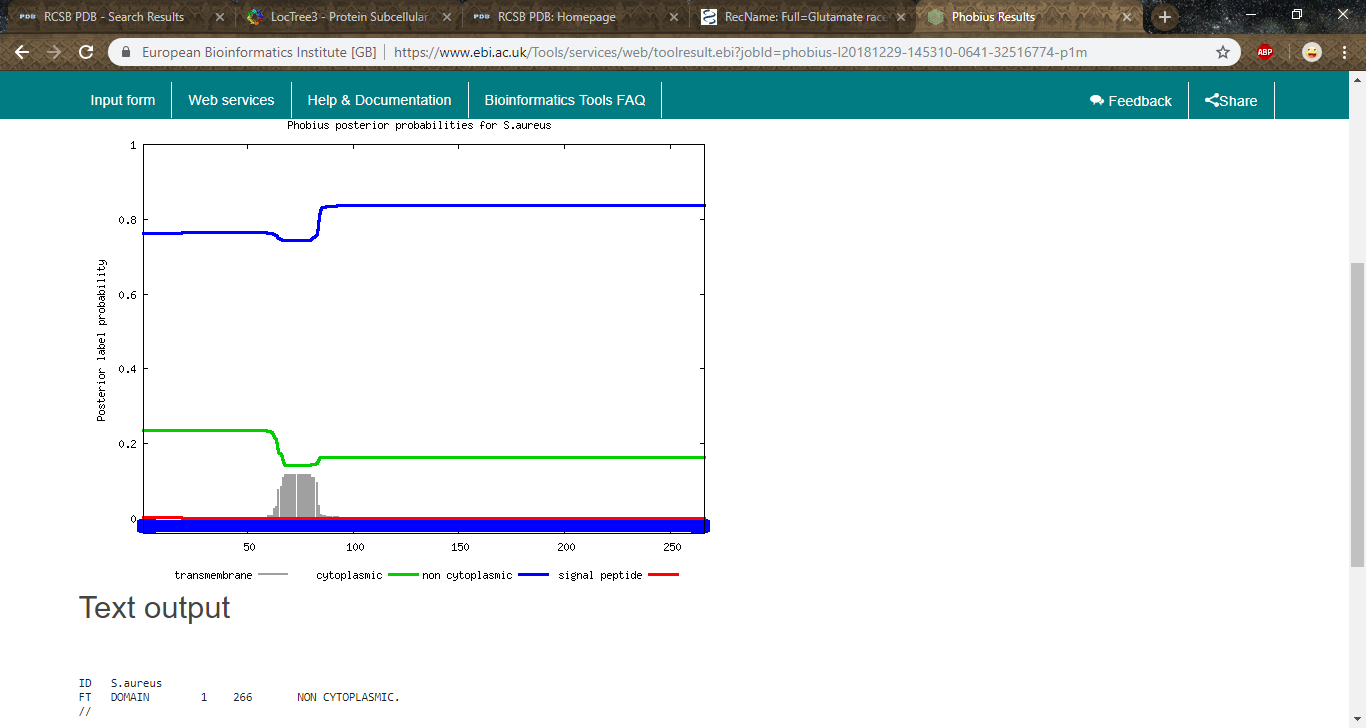 RCSB PDB - Search Results
LocTree3 - Protein Subcellular
RCSB PDB: Homepage
RecName: Full=Glutamate race
Phobius Results
European Bioinformatics Institute [GB] | https://www.ebi.ac.uk/Tools/services/web/toolresult.ebi?jobId=phobius-I20181229-145310-0641-32516774-p1m
ABP
Input form
Web services
Help & Documentation
Bioinformatics Tools FAQ
Feedback
Share
Phobius posterior probabilities for S.aureus
1
0.8
0.6
0.4
0.2
0
Posterior label probability
50 100 150 200 250
transmembrane cytoplasmic non cytoplasmic signal peptide
Text output
ID S.aureus
FT DOMAIN 1 266 NON CYTOPLASMIC.
//